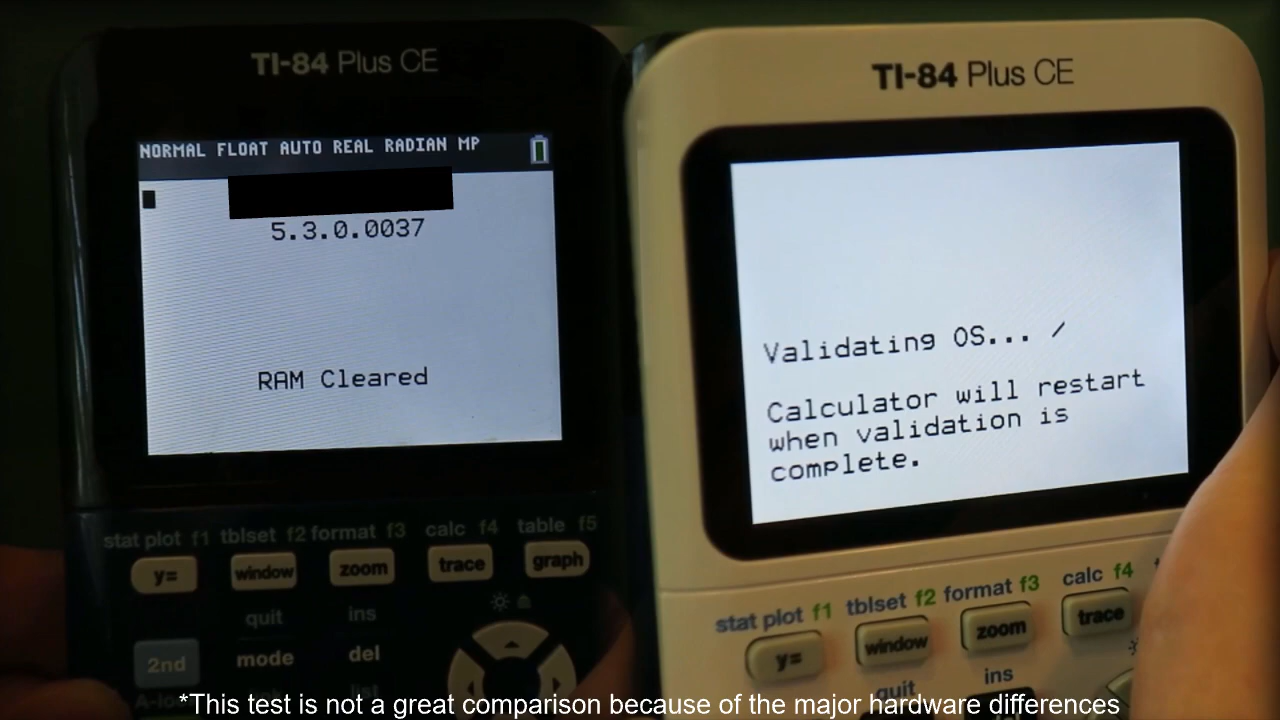 TI-84 Plus CE
NORMAL FLOAT AUTO REAL RADIAN MP
5.3.0.0037
RAM Cleared
stat plot f1 tblset f2 format f3 calc f4 table f5
y= window zoom trace graph
quit ins
2nd mode del
A-lo
TI-84 Plus CE
Validating OS... /
Calculator will restart
when validation is
complete.
stat plot f1 tblset f2 format f3 calc f4
y= window zoom trace
quit ins
*This test is not a great comparison because of the major hardware differences